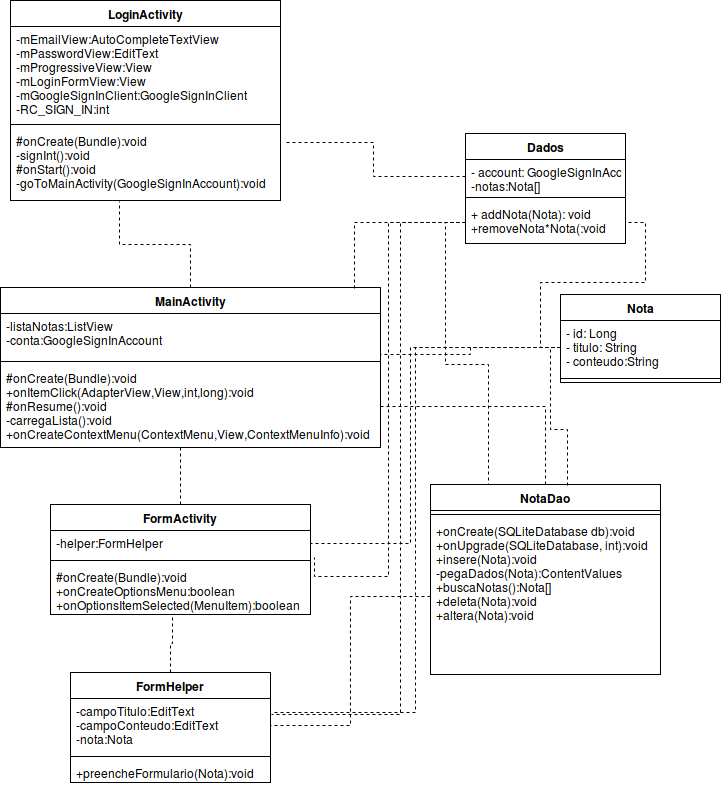 LoginActivity
-mEmailView:AutoCompleteTextView
-mPasswordView:EditText
-mProgressiveView:View
-mLoginFormView:View
-mGoogleSignInClient:GoogleSignInClient
-RC_SIGN_IN:int
#onCreate(Bundle):void
-signInt():void
#onStart():void
-goToMainActivity(GoogleSignInAccount):void
Dados
- account: GoogleSignInAcc
-notas:Nota[]
+ addNota(Nota): void
+removeNota*Nota(:void
MainActivity
-listaNotas:ListView
-conta:GoogleSignInAccount
#onCreate(Bundle):void
+onItemClick(AdapterView,View,int,long):void
#onResume():void
-carregaLista():void
+onCreateContextMenu(ContextMenu,View,ContextMenuInfo):void
Nota
- id: Long
- titulo: String
- conteudo:String
FormActivity
-helper:FormHelper
#onCreate(Bundle):void
+onCreateOptionsMenu:boolean
+onOptionsItemSelected(MenuItem):boolean
NotaDao
+onCreate(SQLiteDatabase db):void
+onUpgrade(SQLiteDatabase, int):void
+insere(Nota):void
-pegaDados(Nota):ContentValues
+buscaNotas():Nota[]
+deleta(Nota):void
+altera(Nota):void
FormHelper
-campoTitulo:EditText
-campoConteudo:EditText
-nota:Nota
+preencheFormulario(Nota):void